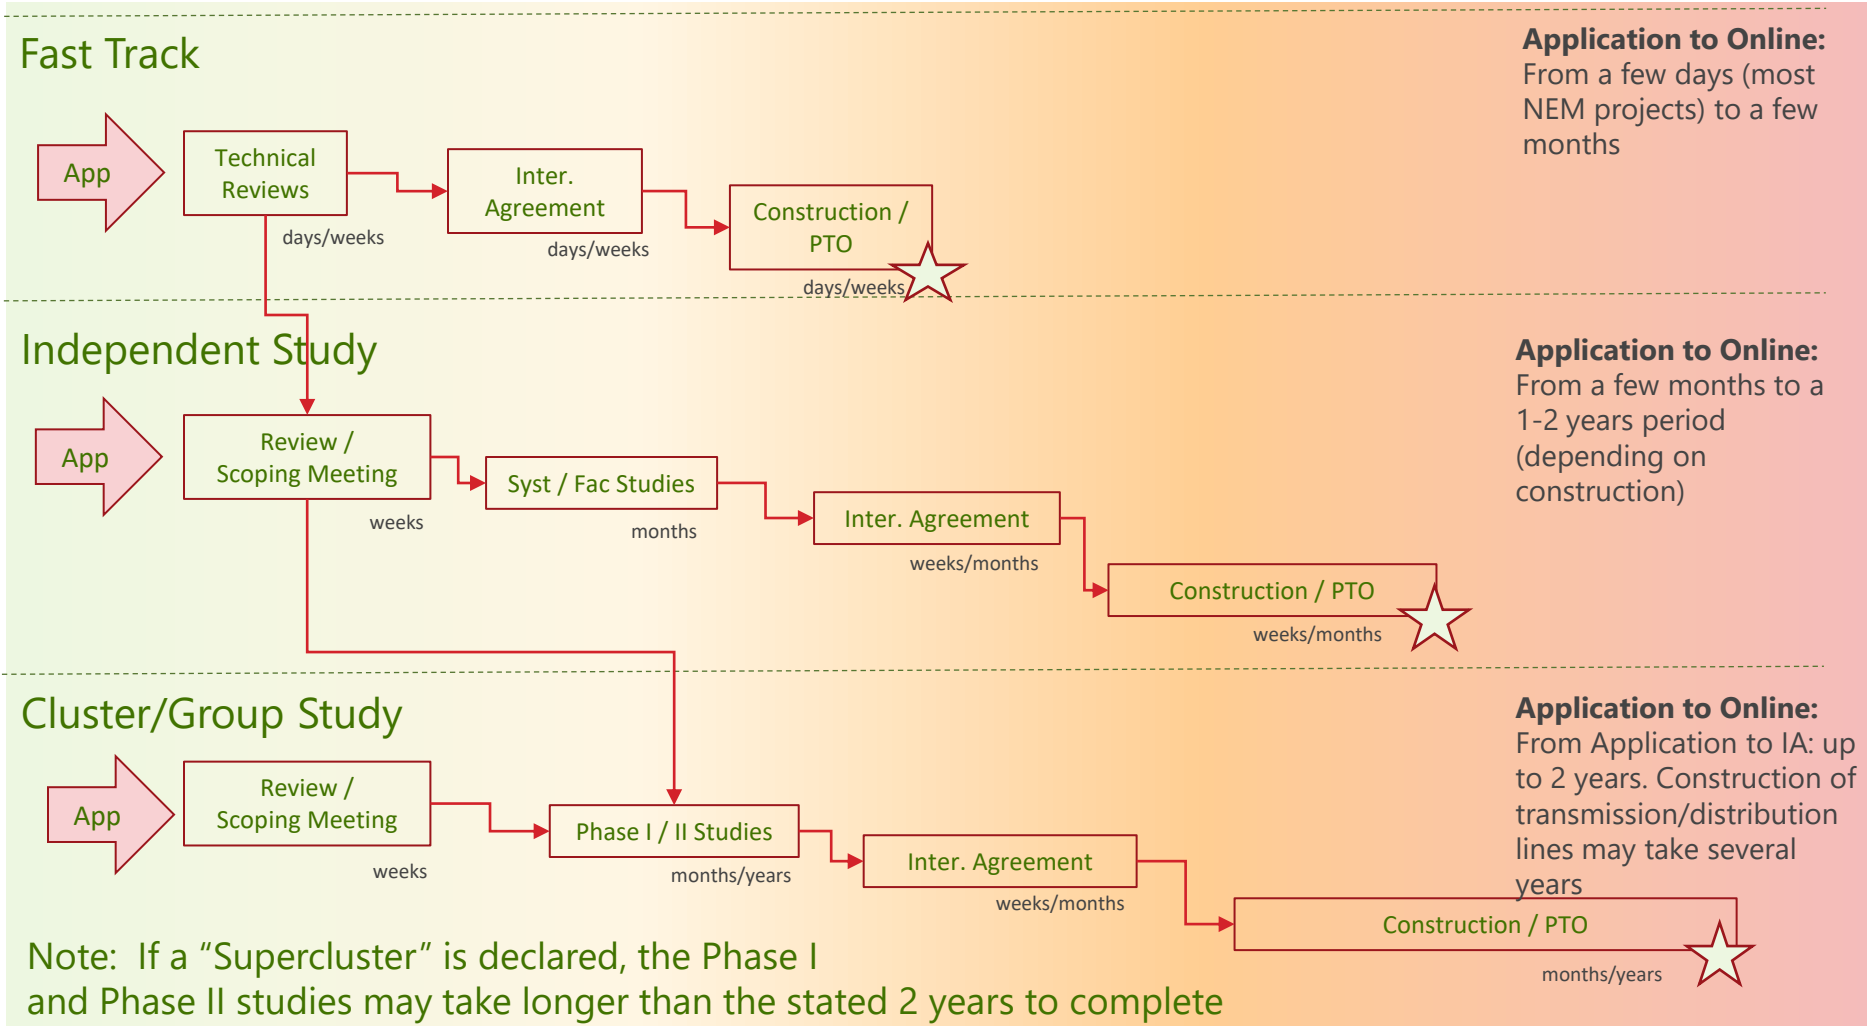 Fast Track
Application to Online:
From a few days (most
NEM projects) to a few
months
App
Technical
Reviews
days/weeks
Inter.
Agreement
days/weeks
Construction /
PTO
days/weeks
Independent Study
Application to Online:
From a few months to a
1-2 years period
(depending on
construction)
App
Review /
Scoping Meeting
weeks
Syst / Fac Studies
months
Inter. Agreement
weeks/months
Construction / PTO
weeks/months
Cluster/Group Study
Application to Online:
From Application to IA: up
to 2 years. Construction of
transmission/distribution
lines may take several
years
App
Review /
Scoping Meeting
weeks
Phase I / II Studies
months/years
Inter. Agreement
weeks/months
Construction / PTO
months/years
Note:  If a “Supercluster” is declared, the Phase I
and Phase II studies may take longer than the stated 2 years to complete